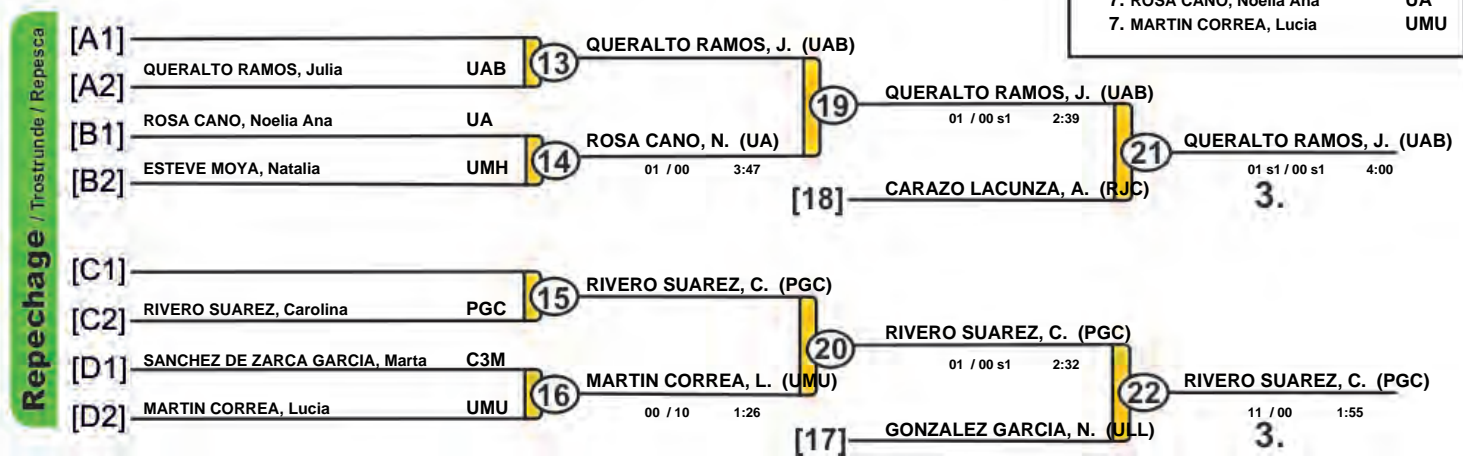 7. ROSA CANO, Noelia Ana UA
7. MARTIN CORREA, Lucia UMU
Repechage / Trostrunde / Repesca
[A1]
QUERALTO RAMOS, J. (UAB)
QUERALTO RAMOS, Julia UAB
13
[A2]
19
QUERALTO RAMOS, J. (UAB)
01 / 00 s1 2:39
[B1]
ROSA CANO, Noelia Ana UA
ROSA CANO, N. (UA)
01 / 00 3:47
14
ESTEVE MOYA, Natalia UMH
[B2]
21
QUERALTO RAMOS, J. (UAB)
01 s1 / 00 s1 4:00
3.
[18]
CARAZO LACUNZA, A. (RJC)
[C1]
15
RIVERO SUAREZ, C. (PGC)
RIVERO SUAREZ, Carolina PGC
[C2]
20
RIVERO SUAREZ, C. (PGC)
01 / 00 s1 2:32
[D1]
SANCHEZ DE ZARCA GARCIA, Marta C3M
16
MARTIN CORREA, L. (UMU)
00 / 10 1:26
MARTIN CORREA, Lucia UMU
[D2]
22
RIVERO SUAREZ, C. (PGC)
11 / 00 1:55
3.
[17]
GONZALEZ GARCIA, N. (ULL)